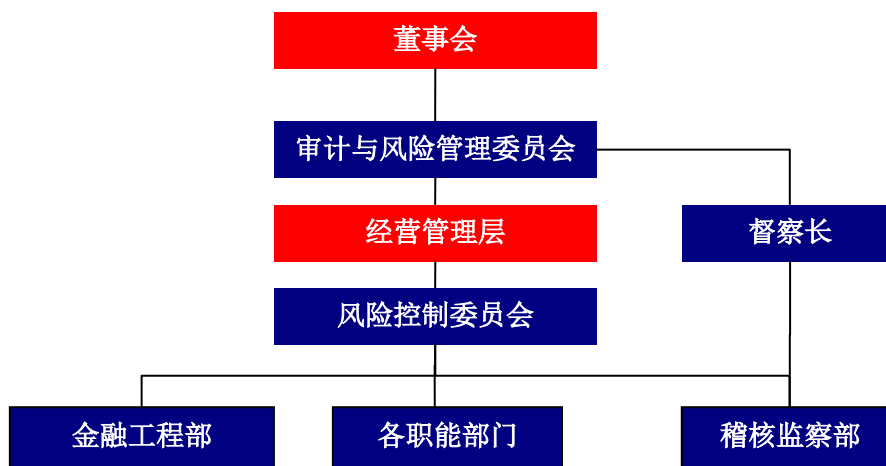 董事会
审计与风险管理委员会
经营管理层
督察长
风险控制委员会
金融工程部
各职能部门
稽核监察部